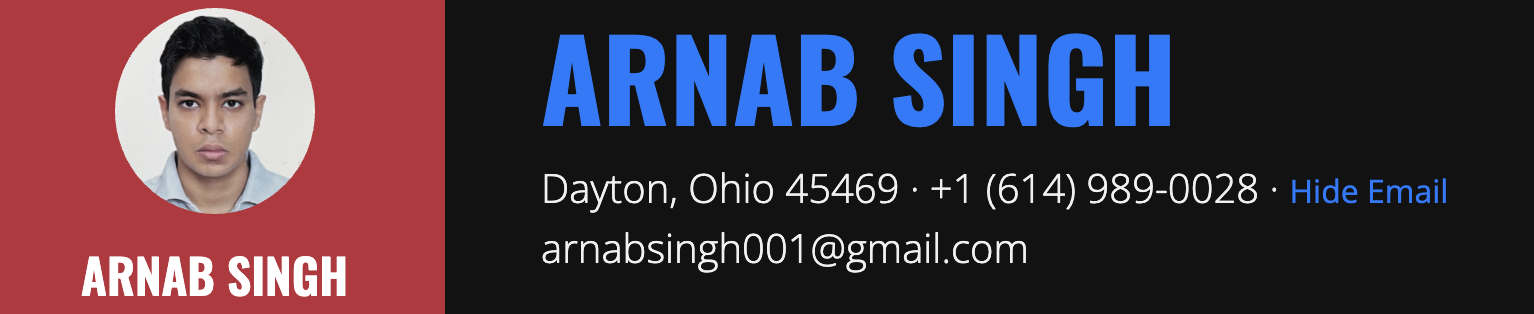 ARNAB SINGH
ARNAB SINGH
Dayton, Ohio 45469 · +1 (614) 989-0028 · Hide Email
arnabsingh001@gmail.com